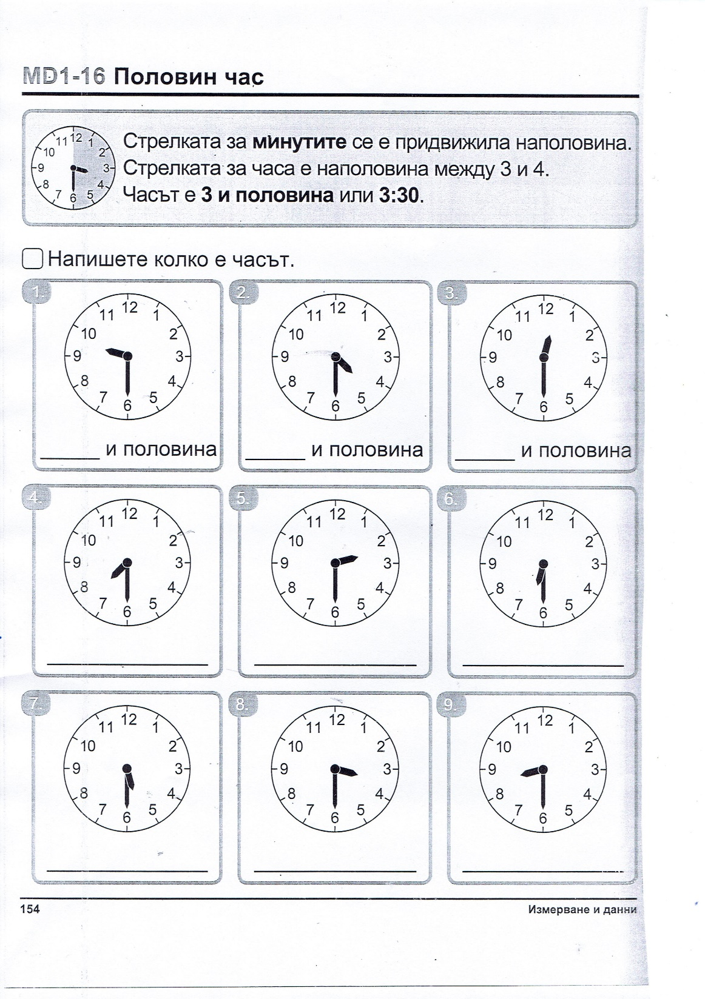 MD1-16 Половин час
11 12 1
10 2
9 3
8 4
7 6 5
Стрелката за минутите се е придвижила наполовина.
Стрелката за часа е наполовина между 3 и 4.
Часът е 3 и половина или 3:30.
Напишете колко е часът.
1.
11 12 1
10 2
9 3
8 4
7 6 5
______ и половина
2.
11 12 1
10 2
9 3
8 4
7 6 5
______ и половина
3.
11 12 1
10 2
9 3
8 4
7 6 5
______ и половина
4.
11 12 1
10 2
9 3
8 4
7 6 5
5.
11 12 1
10 2
9 3
8 4
7 6 5
6.
11 12 1
10 2
9 3
8 4
7 6 5
7.
11 12 1
10 2
9 3
8 4
7 6 5
8.
11 12 1
10 2
9 3
8 4
7 6 5
9.
11 12 1
10 2
9 3
8 4
7 6 5
154
Измерване и данни